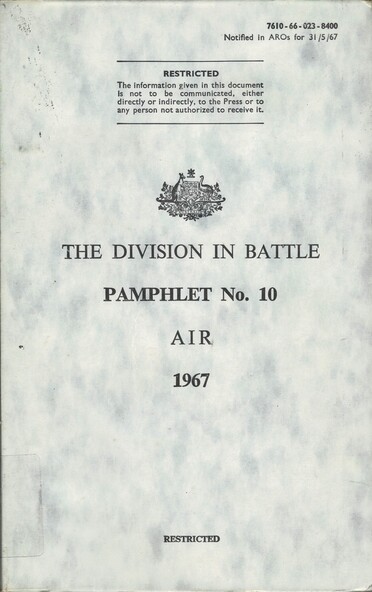 7610-66-023-8400
Notified in AROs for 31/5/67
RESTRICTED
The information given in this document
is not to be communicated, either
directly or indirectly, to the Press or to
any person not authorized to receive it.
THE DIVISION IN BATTLE
PAMPHLET No. 10
AIR
1967
RESTRICTED